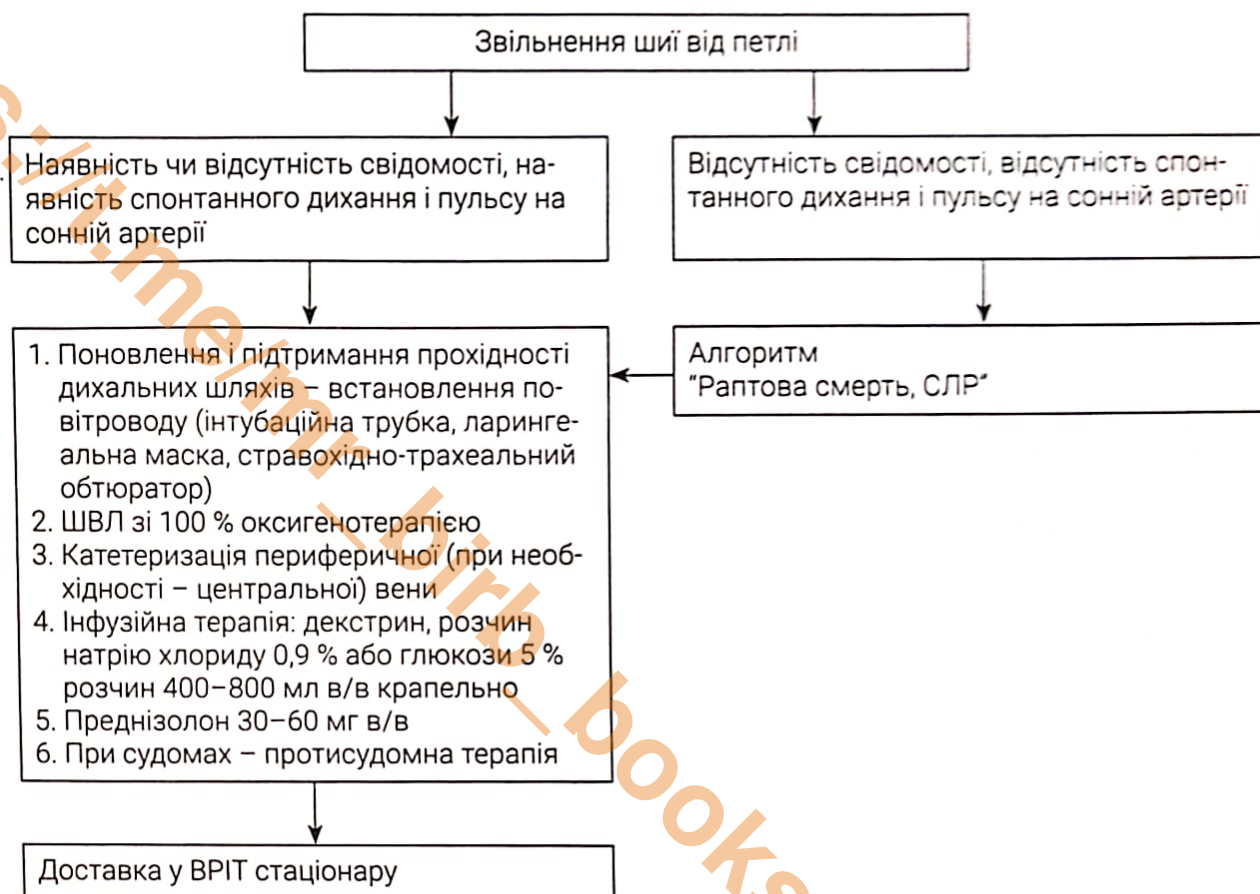 Звільнення шиї від петлі
Наявність чи відсутність свідомості, на-
явність спонтанного дихання і пульсу на
сонній артерії
Відсутність свідомості, відсутність спон-
танного дихання і пульсу на сонній артерії
1. Поновлення і підтримання прохідності
дихальних шляхів – встановлення по-
вітроводу (інтубаційна трубка, ларинге-
альна маска, стравохідно-трахеальний
обтюратор)
2. ШВЛ зі 100 % оксигенотерапією
3. Катетеризація периферичної (при необ-
хідності – центральної) вени
4. Інфузійна терапія: декстрин, розчин
натрію хлориду 0,9 % або глюкози 5 %
розчин 400–800 мл в/в крапельно
5. Преднізолон 30–60 мг в/в
6. При судомах – протисудомна терапія
Алгоритм
"Раптова смерть, СЛР"
Доставка у ВРІТ стаціонару
s://t.me/mr_birb_books